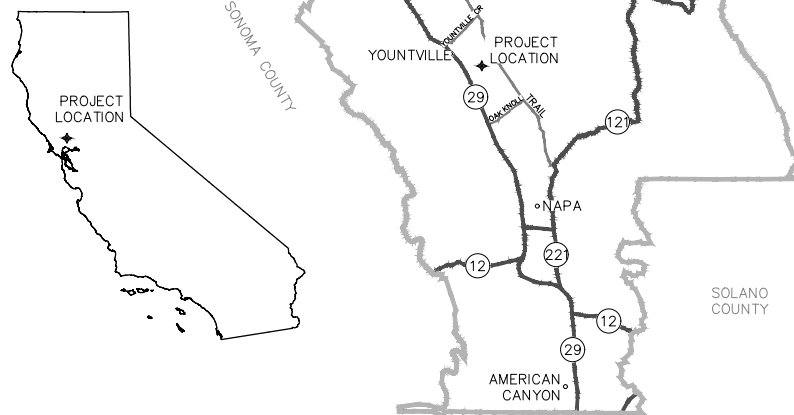 PROJECT
LOCATION
SONOMA COUNTY
YOUNTVILLE CR
YOUNTVILLE
PROJECT
LOCATION
29
OAK KNOLL
TRAIL
121
NAPA
12
221
SOLANO
COUNTY
12
29
AMERICAN
CANYON